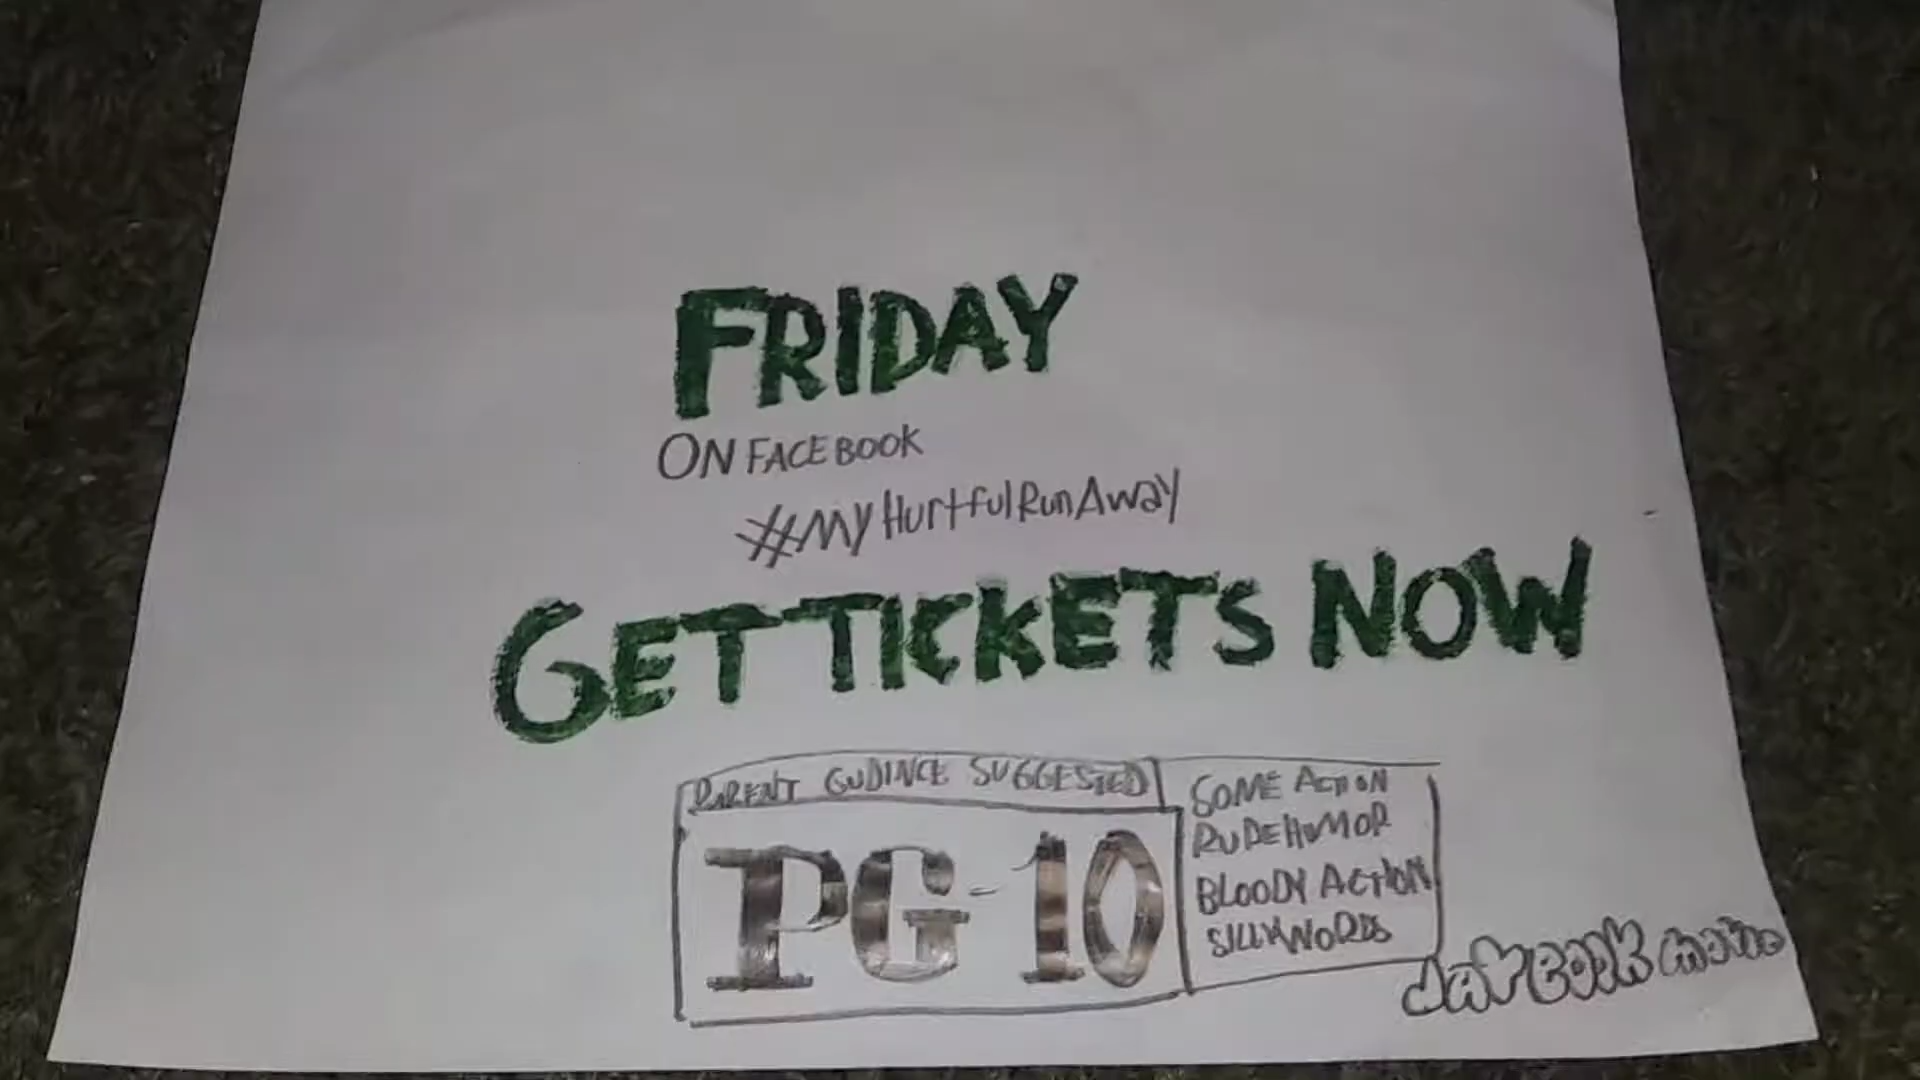 FRIDAY
ON FACEBOOK
#MyHurtfulRunAway
GET TICKETS NOW
PARENT GUDINCE SUGGESTED
PG-10
SOME ACTION
RUDE HUMOR
BLOODY ACTION
SILLY WORDS